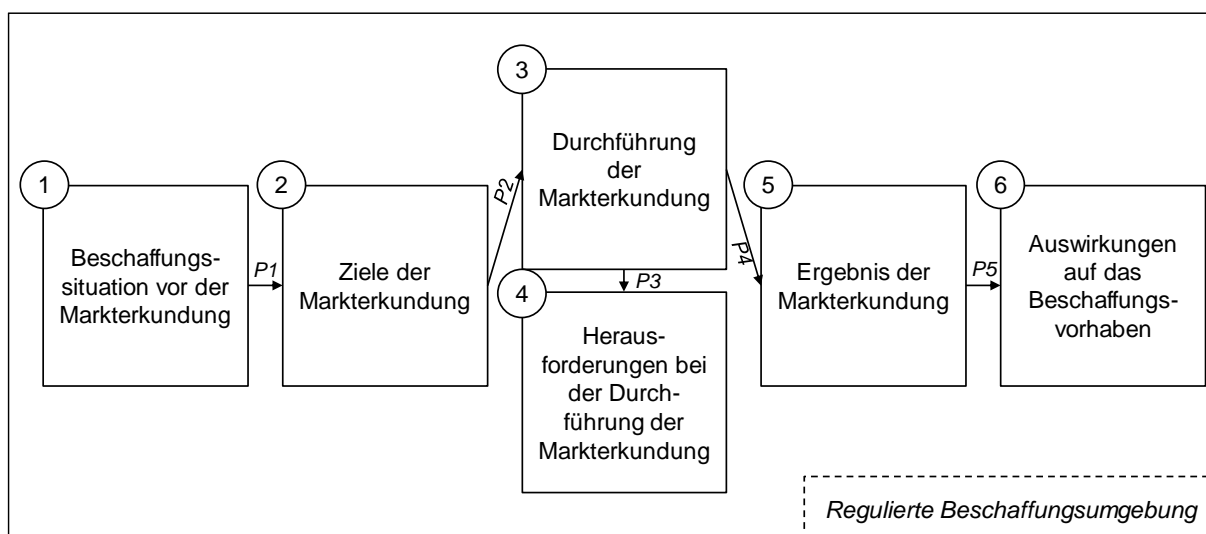 1
Beschaffungs-
situation vor der
Markterkundung
P1
2
Ziele der
Markterkundung
P2
3
Durchführung
der
Markterkundung
P3
4
Heraus-
forderungen bei
der Durch-
führung der
Markterkundung
P4
5
Ergebnis der
Markterkundung
P5
6
Auswirkungen
auf das
Beschaffungs-
vorhaben
Regulierte Beschaffungsumgebung